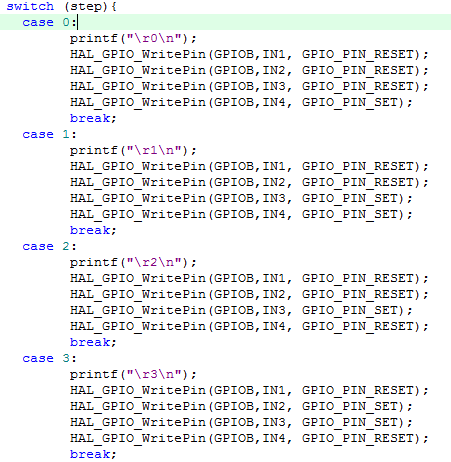 switch (step){
case 0:
printf("\r0\n");
HAL_GPIO_WritePin(GPIOB,IN1, GPIO_PIN_RESET);
HAL_GPIO_WritePin(GPIOB,IN2, GPIO_PIN_RESET);
HAL_GPIO_WritePin(GPIOB,IN3, GPIO_PIN_RESET);
HAL_GPIO_WritePin(GPIOB,IN4, GPIO_PIN_SET);
break;
case 1:
printf("\r1\n");
HAL_GPIO_WritePin(GPIOB,IN1, GPIO_PIN_RESET);
HAL_GPIO_WritePin(GPIOB,IN2, GPIO_PIN_RESET);
HAL_GPIO_WritePin(GPIOB,IN3, GPIO_PIN_SET);
HAL_GPIO_WritePin(GPIOB,IN4, GPIO_PIN_SET);
break;
case 2:
printf("\r2\n");
HAL_GPIO_WritePin(GPIOB,IN1, GPIO_PIN_RESET);
HAL_GPIO_WritePin(GPIOB,IN2, GPIO_PIN_RESET);
HAL_GPIO_WritePin(GPIOB,IN3, GPIO_PIN_SET);
HAL_GPIO_WritePin(GPIOB,IN4, GPIO_PIN_RESET);
break;
case 3:
printf("\r3\n");
HAL_GPIO_WritePin(GPIOB,IN1, GPIO_PIN_RESET);
HAL_GPIO_WritePin(GPIOB,IN2, GPIO_PIN_SET);
HAL_GPIO_WritePin(GPIOB,IN3, GPIO_PIN_SET);
HAL_GPIO_WritePin(GPIOB,IN4, GPIO_PIN_RESET);
break;